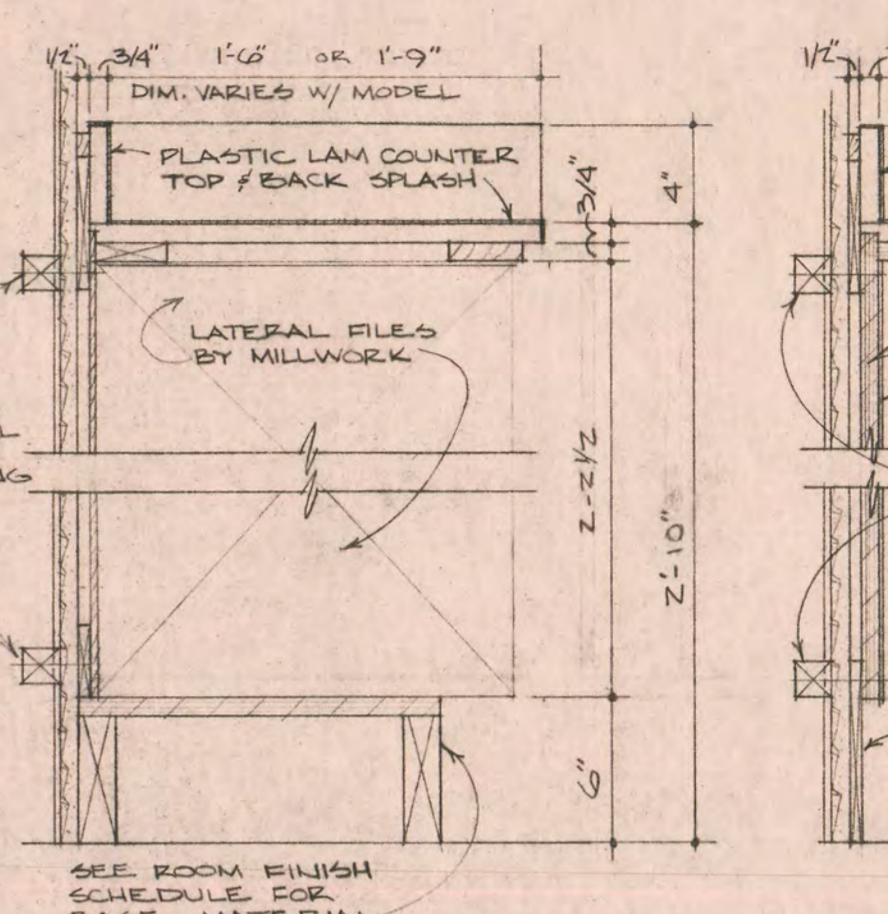 1/2" 3/4" 1'-6" OR 1'-9"
DIM. VARIES W/ MODEL
PLASTIC LAM COUNTER
TOP & BACK SPLASH
3/4"
4"
LATERAL FILES
BY MILLWORK
2-2 1/2
2'-10"
6"
SEE ROOM FINISH
SCHEDULE FOR
1/2"